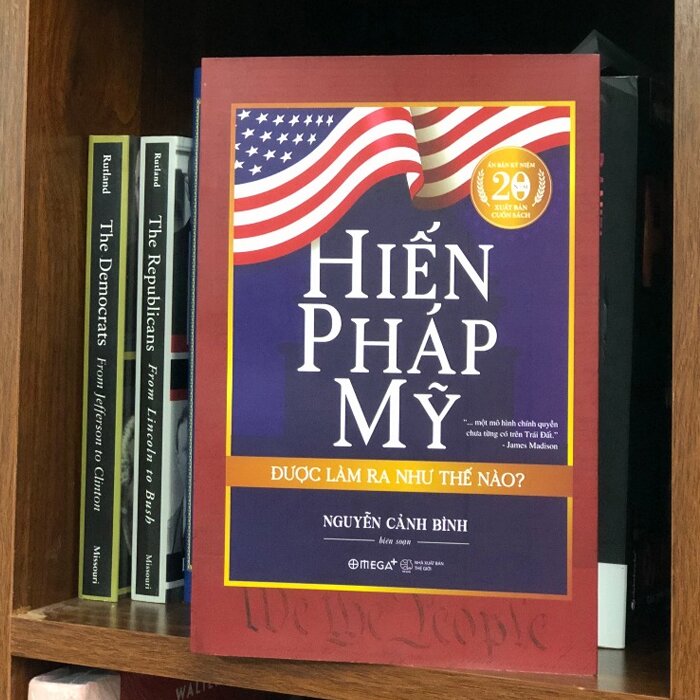 Rutland
The Democrats
From Jefferson to Clinton
Missouri
Rutland
The Republicans
From Lincoln to Bush
Missouri
ẤN BẢN KỶ NIỆM
20
XUẤT BẢN
CUỐN SÁCH
HIẾN
PHÁP
MỸ
"... một mô hình chính quyền
chưa từng có trên Trái Đất."
- James Madison
ĐƯỢC LÀM RA NHƯ THẾ NÀO?
NGUYỄN CẢNH BÌNH
biên soạn
OMEGA+
NHÀ XUẤT BẢN
THẾ GIỚI
We the People